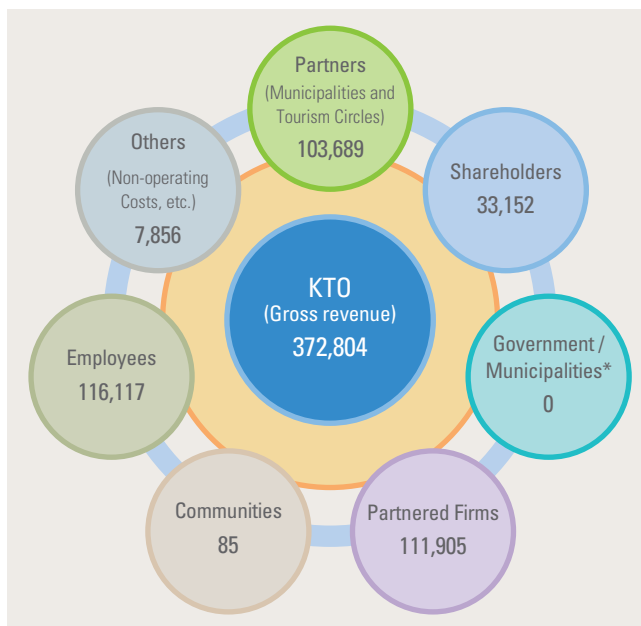 Partners
(Municipalities and
Tourism Circles)
103,689
Shareholders
33,152
Government /
Municipalities*
0
Partnered Firms
111,905
Communities
85
Employees
116,117
Others
(Non-operating
Costs, etc.)
7,856
KTO
(Gross revenue)
372,804